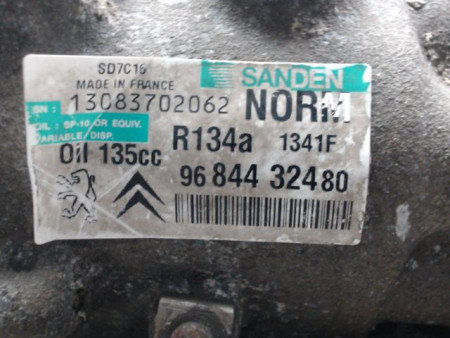 SD7C16
MADE IN FRANCE
SANDEN
SN: 13083702062
NORM
OIL: SP-10 OR EQUIV.
VARIABLE/DISP.
R134a 1341F
Oil 135cc
96 844 324 80